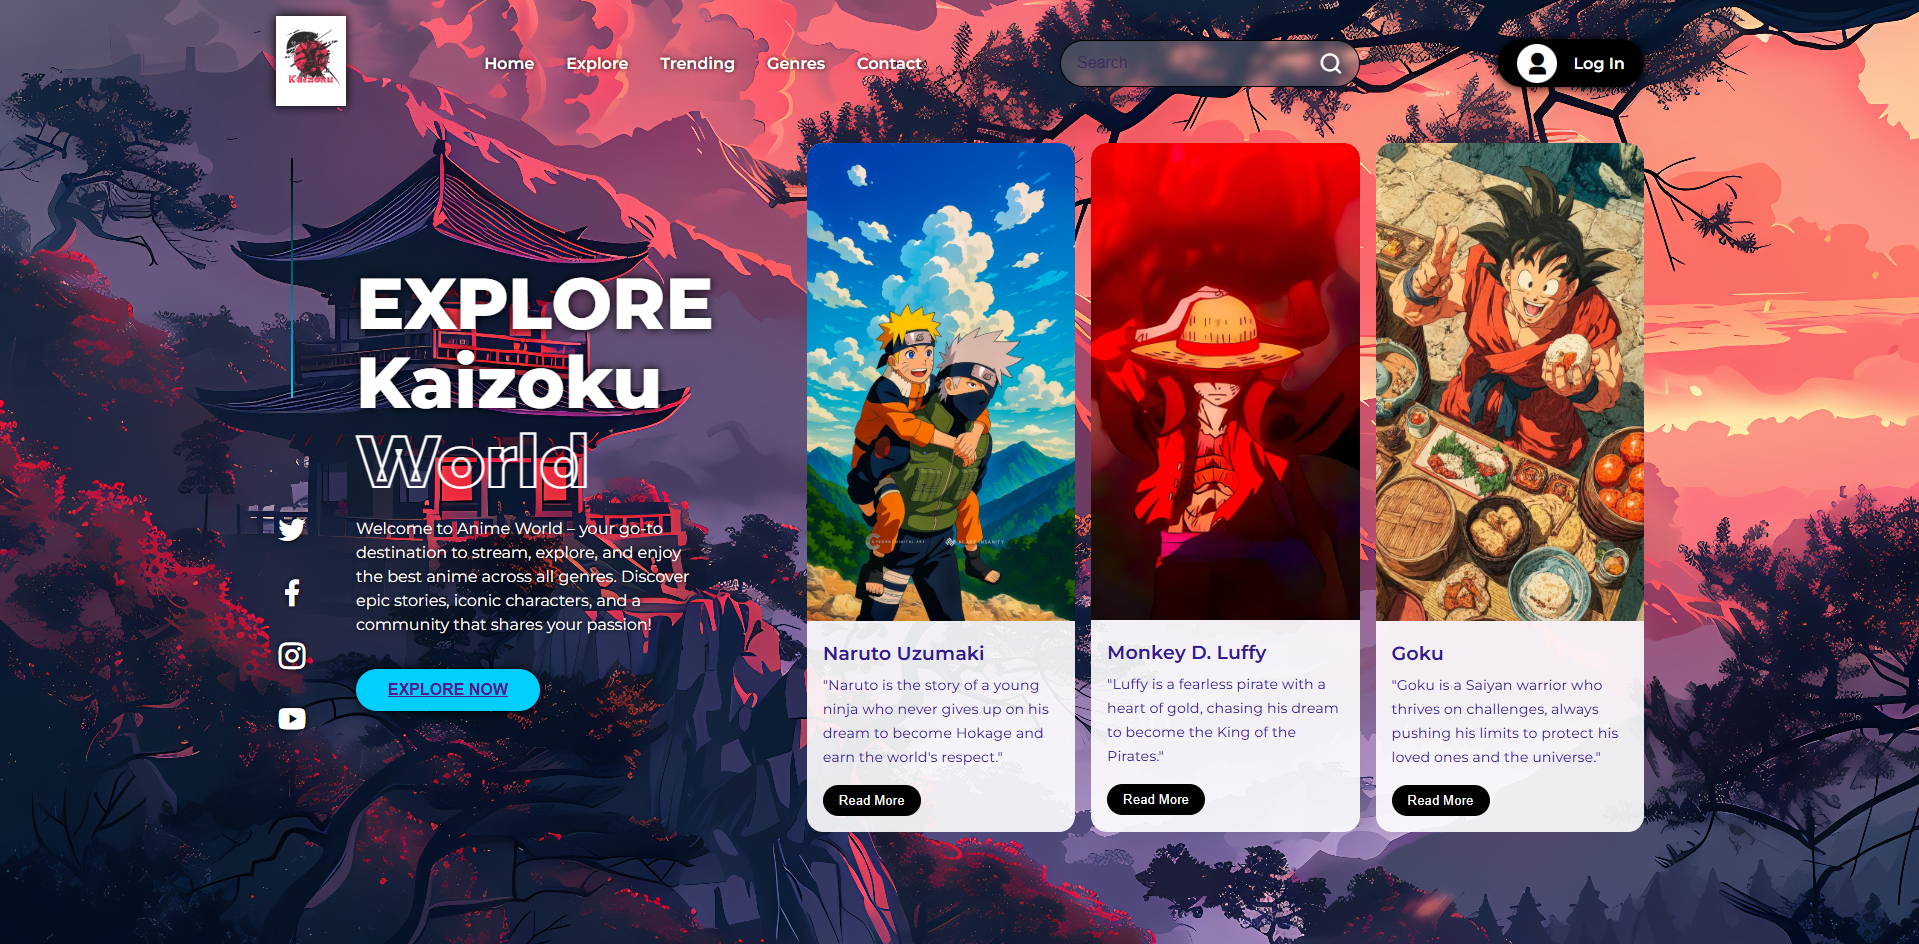 Kaizoku
Home
Explore
Trending
Genres
Contact
Search
Log In
EXPLORE
Kaizoku
World
Welcome to Anime World – your go-to
destination to stream, explore, and enjoy
the best anime across all genres. Discover
epic stories, iconic characters, and a
community that shares your passion!
EXPLORE NOW
Naruto Uzumaki
"Naruto is the story of a young
ninja who never gives up on his
dream to become Hokage and
earn the world's respect."
Read More
Monkey D. Luffy
"Luffy is a fearless pirate with a
heart of gold, chasing his dream
to become the King of the
Pirates."
Read More
Goku
"Goku is a Saiyan warrior who
thrives on challenges, always
pushing his limits to protect his
loved ones and the universe."
Read More